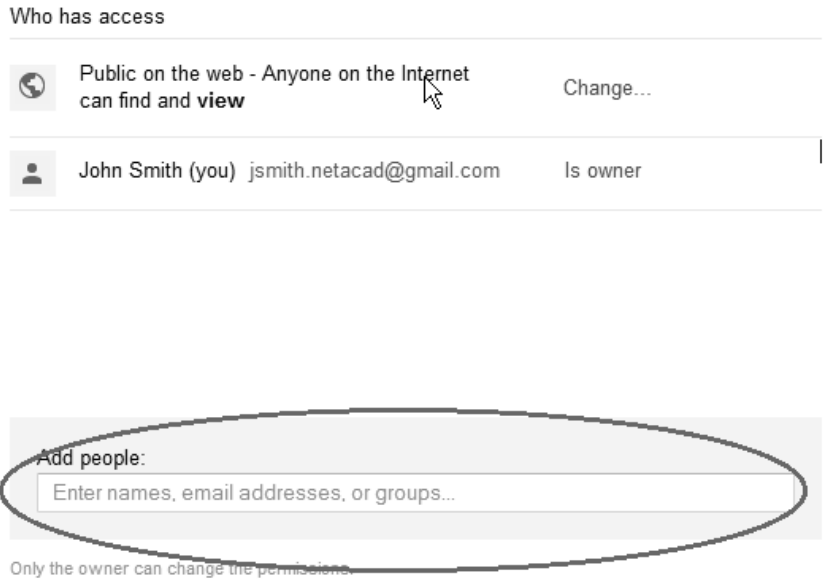 Who has access
Public on the web - Anyone on the Internet
can find and view
Change...
John Smith (you) jsmith.netacad@gmail.com Is owner
Add people:
Enter names, email addresses, or groups...
Only the owner can change the permissions.